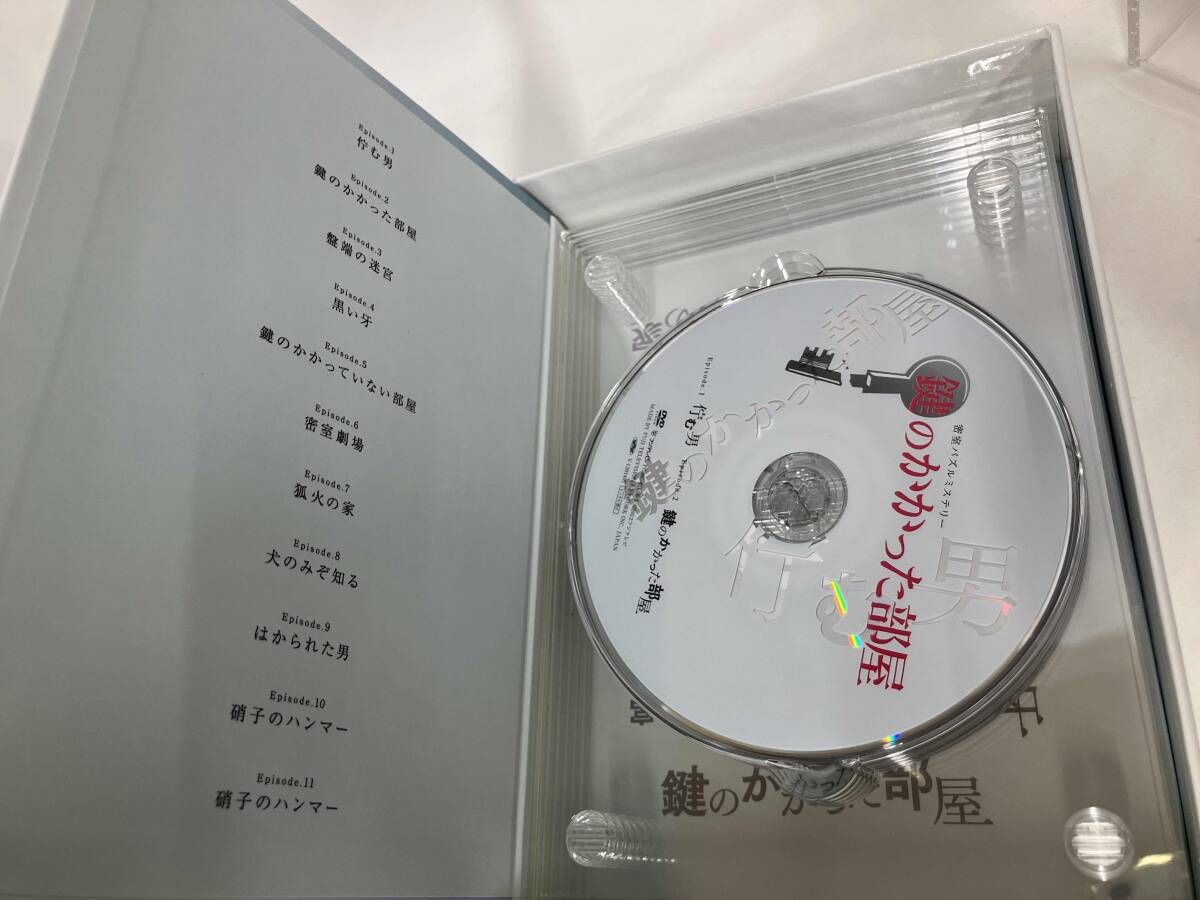 Episode.1
佇む男
Episode.2
鍵のかかった部屋
Episode.3
盤端の迷宮
Episode.4
黒い牙
Episode.5
鍵のかかっていない部屋
Episode.6
密室劇場
Episode.7
狐火の家
Episode.8
犬のみぞ知る
Episode.9
はかられた男
Episode.10
硝子のハンマー
Episode.11
硝子のハンマー
密室パズルミステリー
鍵のかかった部屋
Episode.1 佇む男 Episode.2 鍵のかかった部屋
DVD
鍵のかかった部屋